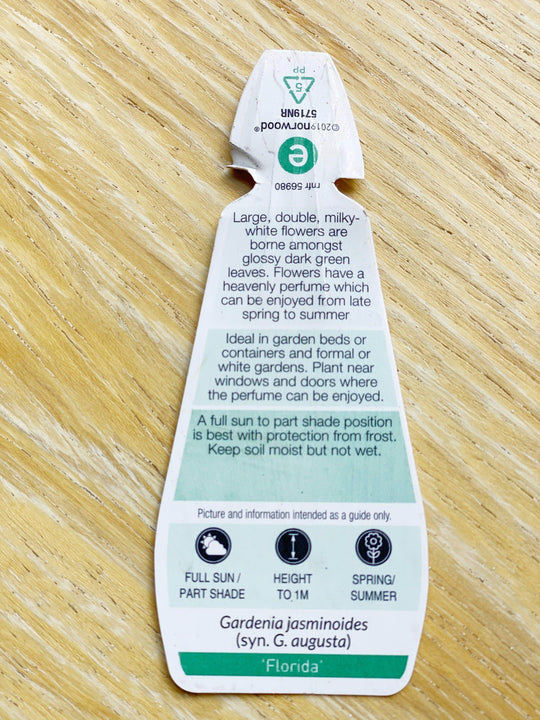 5
PP
5719NR
©2019norwood®
e
rnfr 56980
Large, double, milky-
white flowers are
borne amongst
glossy dark green
leaves. Flowers have a
heavenly perfume which
can be enjoyed from late
spring to summer
Ideal in garden beds or
containers and formal or
white gardens. Plant near
windows and doors where
the perfume can be enjoyed.
A full sun to part shade position
is best with protection from frost.
Keep soil moist but not wet.
Picture and information intended as a guide only.
FULL SUN /
PART SHADE
HEIGHT
TO 1M
SPRING/
SUMMER
Gardenia jasminoides
(syn. G. augusta)
'Florida'